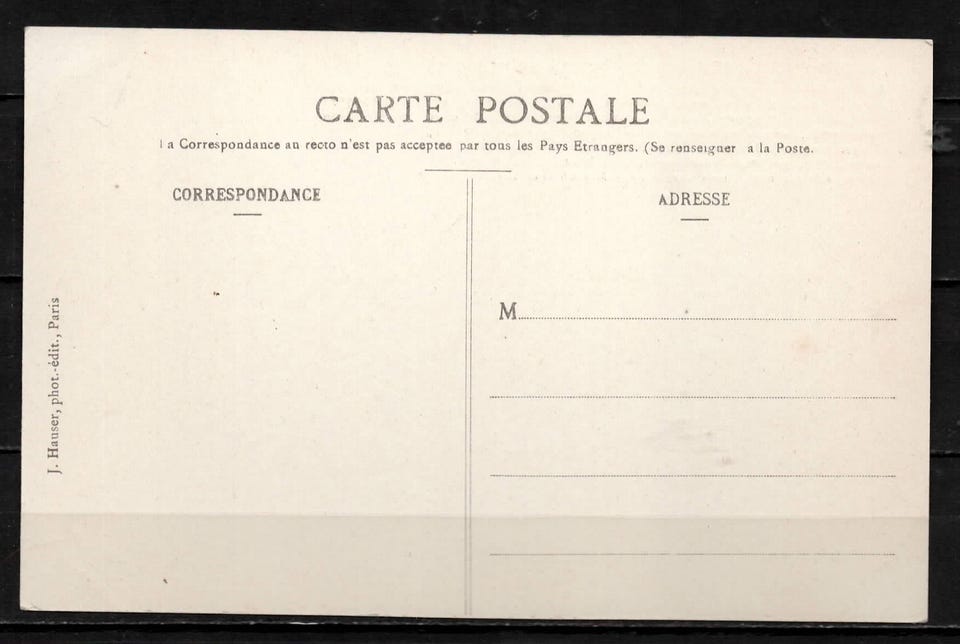 CARTE POSTALE
La Correspondance au recto n'est pas acceptee par tous les Pays Etrangers. (Se renseigner a la Poste.
CORRESPONDANCE
ADRESSE
M
J. Hauser, phot.-édit., Paris